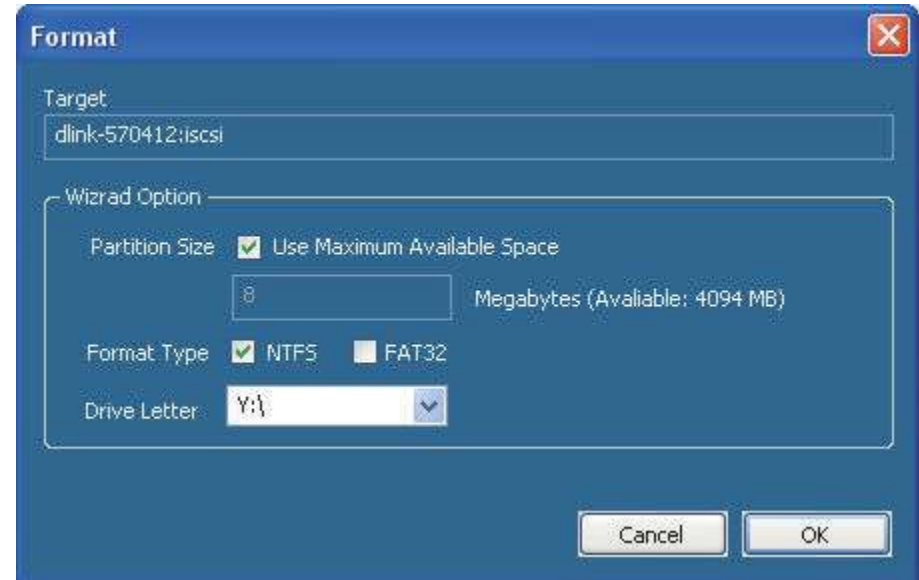 Format
Target
dlink-570412:iscsi
Wizrad Option
Partition Size Use Maximum Available Space
8 Megabytes (Avaliable: 4094 MB)
Format Type NTFS FAT32
Drive Letter Y:\
Cancel OK